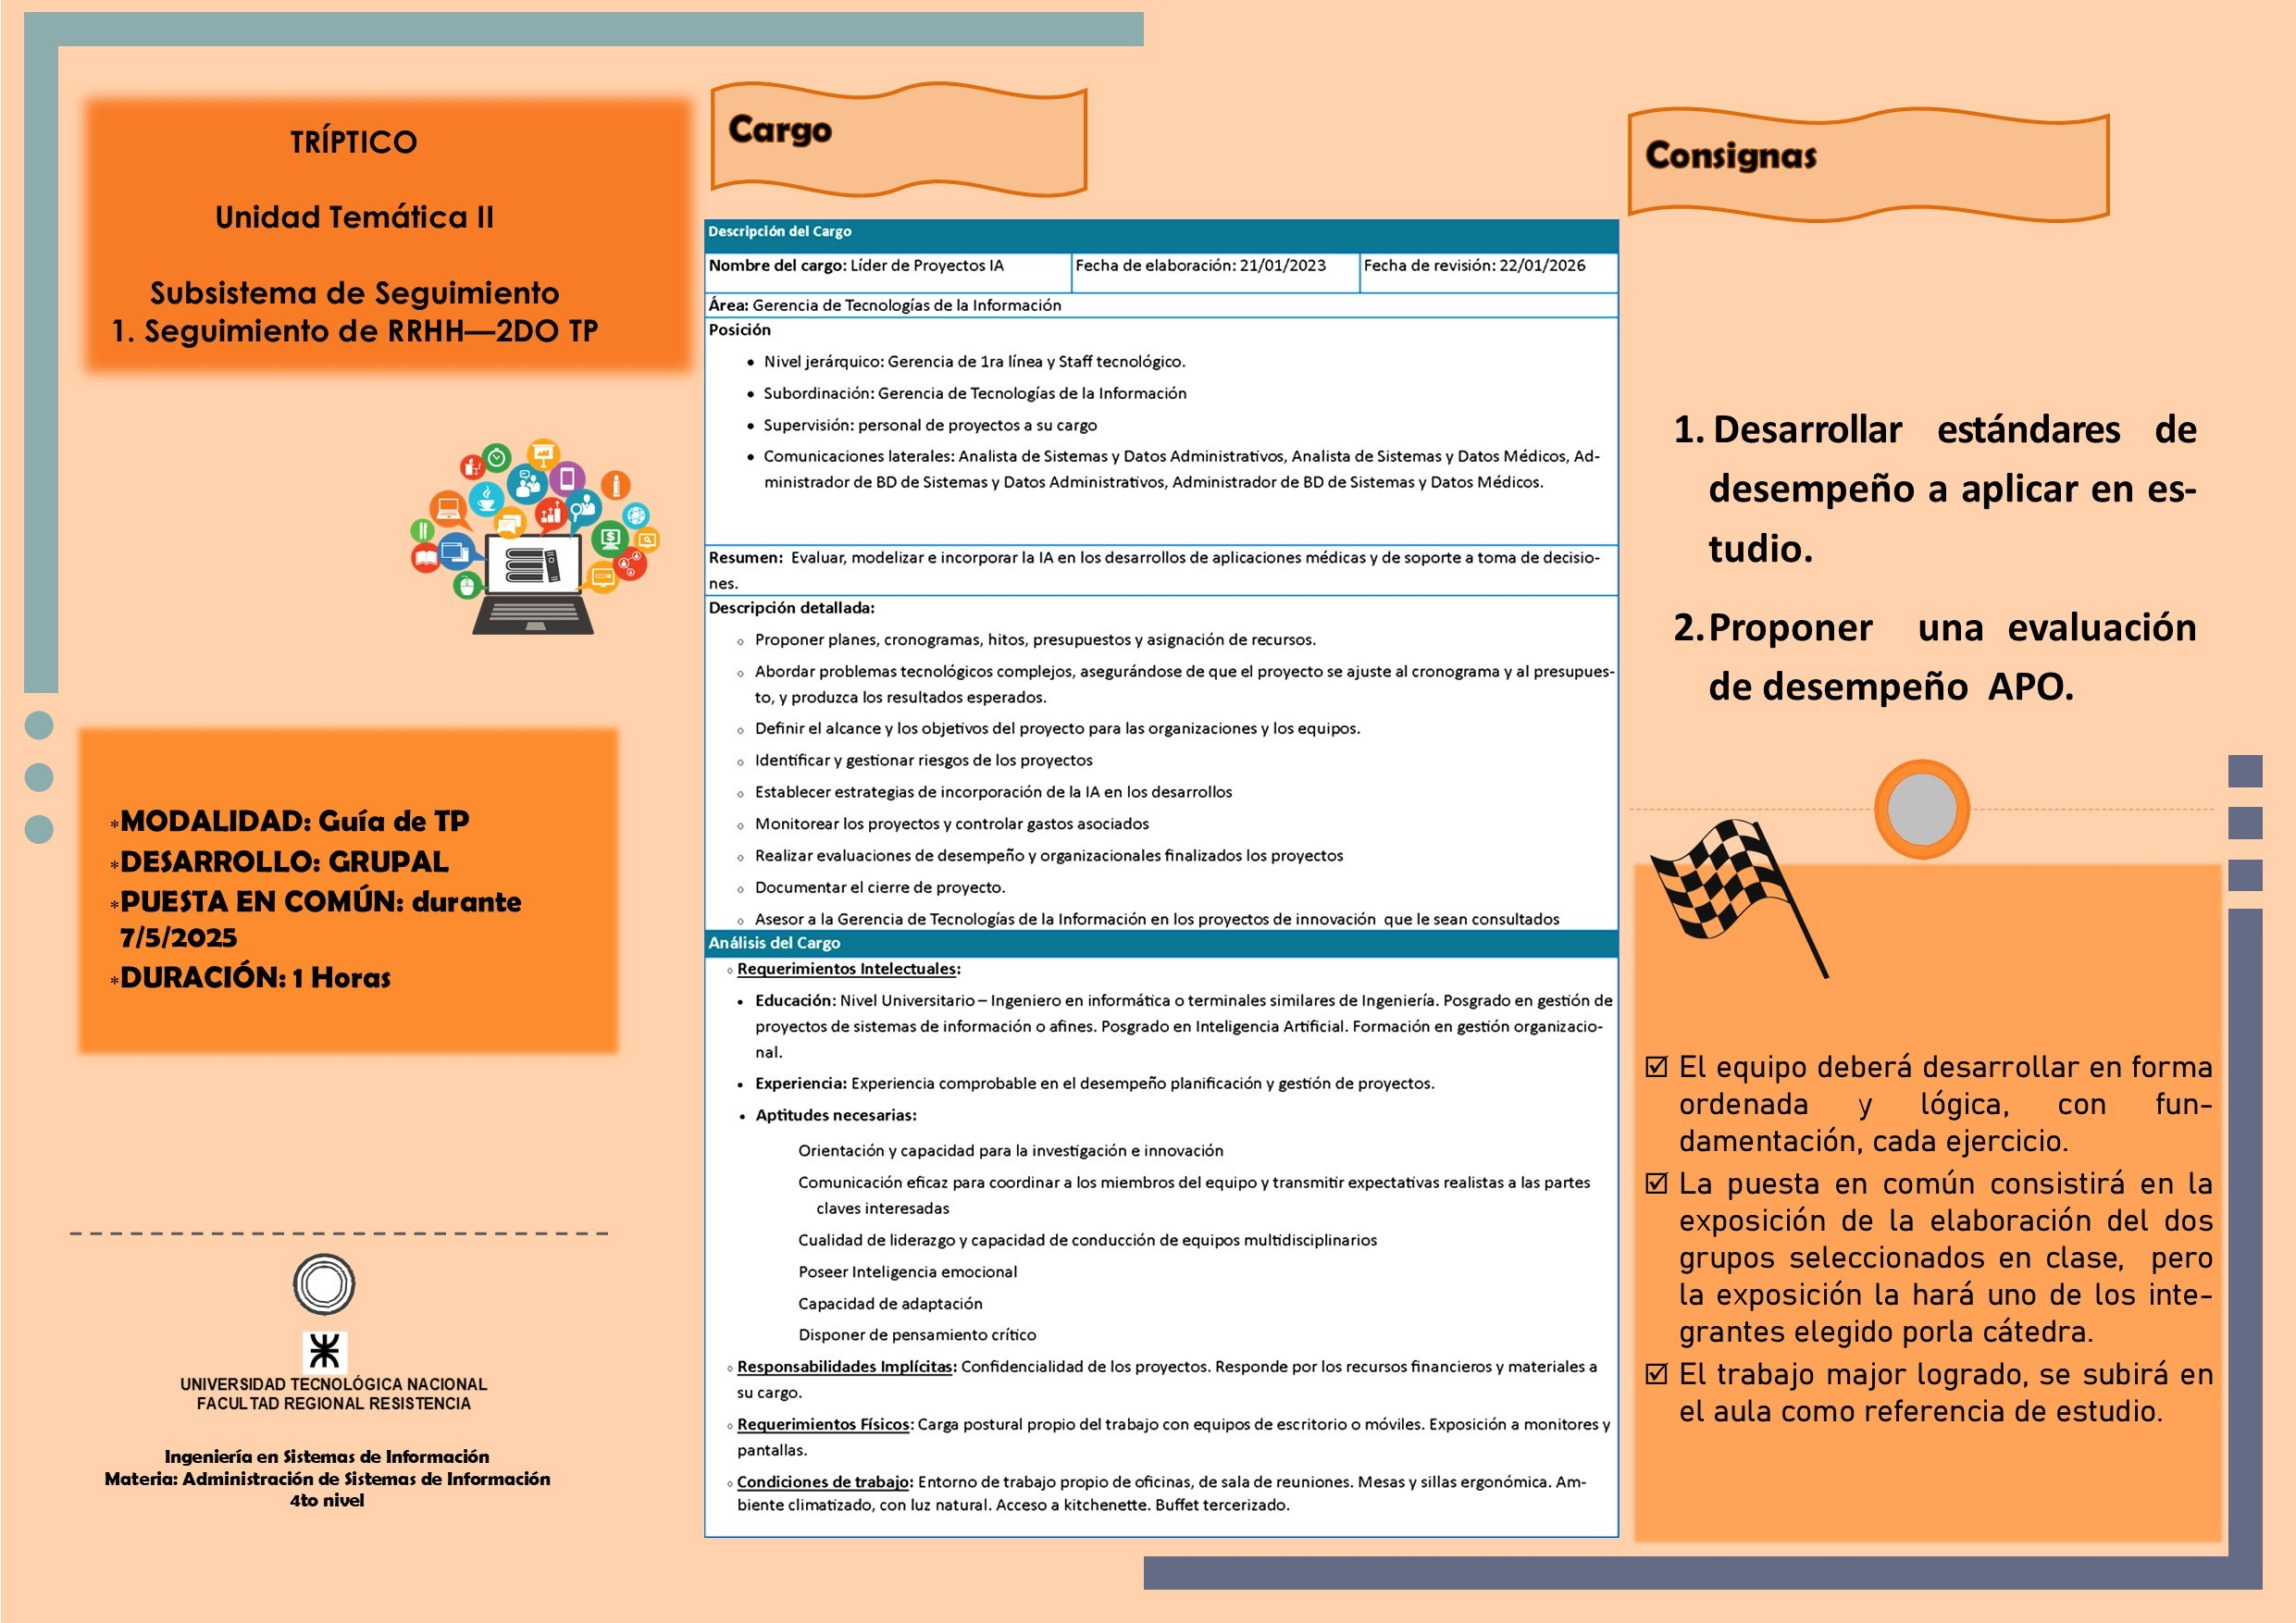 TRÍPTICO
Unidad Temática II
Subsistema de Seguimiento
1. Seguimiento de RRHH—2DO TP
*MODALIDAD: Guía de TP
*DESARROLLO: GRUPAL
*PUESTA EN COMÚN: durante
7/5/2025
*DURACIÓN: 1 Horas
UNIVERSIDAD TECNOLÓGICA NACIONAL
FACULTAD REGIONAL RESISTENCIA
Ingeniería en Sistemas de Información
Materia: Administración de Sistemas de Información
4to nivel
Cargo
Descripción del Cargo
Nombre del cargo: Líder de Proyectos IA
Fecha de elaboración: 21/01/2023
Fecha de revisión: 22/01/2026
Área: Gerencia de Tecnologías de la Información
Posición
• Nivel jerárquico: Gerencia de 1ra línea y Staff tecnológico.
• Subordinación: Gerencia de Tecnologías de la Información
• Supervisión: personal de proyectos a su cargo
• Comunicaciones laterales: Analista de Sistemas y Datos Administrativos, Analista de Sistemas y Datos Médicos, Ad-
ministrador de BD de Sistemas y Datos Administrativos, Administrador de BD de Sistemas y Datos Médicos.
Resumen: Evaluar, modelizar e incorporar la IA en los desarrollos de aplicaciones médicas y de soporte a toma de decisio-
nes.
Descripción detallada:
○ Proponer planes, cronogramas, hitos, presupuestos y asignación de recursos.
○ Abordar problemas tecnológicos complejos, asegurándose de que el proyecto se ajuste al cronograma y al presupues-
to, y produzca los resultados esperados.
○ Definir el alcance y los objetivos del proyecto para las organizaciones y los equipos.
○ Identificar y gestionar riesgos de los proyectos
○ Establecer estrategias de incorporación de la IA en los desarrollos
○ Monitorear los proyectos y controlar gastos asociados
○ Realizar evaluaciones de desempeño y organizacionales finalizados los proyectos
○ Documentar el cierre de proyecto.
○ Asesor a la Gerencia de Tecnologías de la Información en los proyectos de innovación que le sean consultados
Análisis del Cargo
○ Requerimientos Intelectuales:
• Educación: Nivel Universitario – Ingeniero en informática o terminales similares de Ingeniería. Posgrado en gestión de
proyectos de sistemas de información o afines. Posgrado en Inteligencia Artificial. Formación en gestión organizacio-
nal.
• Experiencia: Experiencia comprobable en el desempeño planificación y gestión de proyectos.
• Aptitudes necesarias:
Orientación y capacidad para la investigación e innovación
Comunicación eficaz para coordinar a los miembros del equipo y transmitir expectativas realistas a las partes
claves interesadas
Cualidad de liderazgo y capacidad de conducción de equipos multidisciplinarios
Poseer Inteligencia emocional
Capacidad de adaptación
Disponer de pensamiento crítico
○ Responsabilidades Implícitas: Confidencialidad de los proyectos. Responde por los recursos financieros y materiales a
su cargo.
○ Requerimientos Físicos: Carga postural propio del trabajo con equipos de escritorio o móviles. Exposición a monitores y
pantallas.
○ Condiciones de trabajo: Entorno de trabajo propio de oficinas, de sala de reuniones. Mesas y sillas ergonómica. Am-
biente climatizado, con luz natural. Acceso a kitchenette. Buffet tercerizado.
Consignas
1. Desarrollar estándares de
desempeño a aplicar en es-
tudio.
2. Proponer una evaluación
de desempeño APO.
☑ El equipo deberá desarrollar en forma
ordenada y lógica, con fun-
damentación, cada ejercicio.
☑ La puesta en común consistirá en la
exposición de la elaboración del dos
grupos seleccionados en clase, pero
la exposición la hará uno de los inte-
grantes elegido porla cátedra.
☑ El trabajo major logrado, se subirá en
el aula como referencia de estudio.